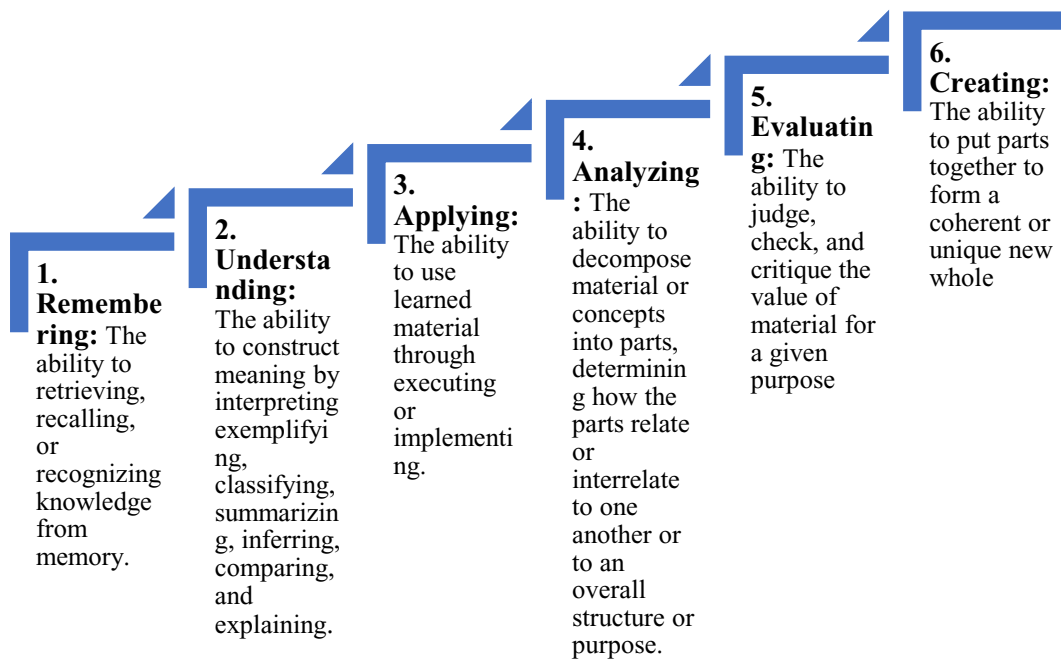 1.
Remembe
ring: The
ability to
retrieving,
recalling,
or
recognizing
knowledge
from
memory.
2.
Understa
nding:
The ability
to construct
meaning by
interpreting
exemplifyi
ng,
classifying,
summarizin
g, inferring,
comparing,
and
explaining.
3.
Applying:
The ability
to use
learned
material
through
executing
or
implementi
ng.
4.
Analyzing
: The
ability to
decompose
material or
concepts
into parts,
determinin
g how the
parts relate
or
interrelate
to one
another or
to an
overall
structure or
purpose.
5.
Evaluatin
g: The
ability to
judge,
check, and
critique the
value of
material for
a given
purpose
6.
Creating:
The ability
to put parts
together to
form a
coherent or
unique new
whole